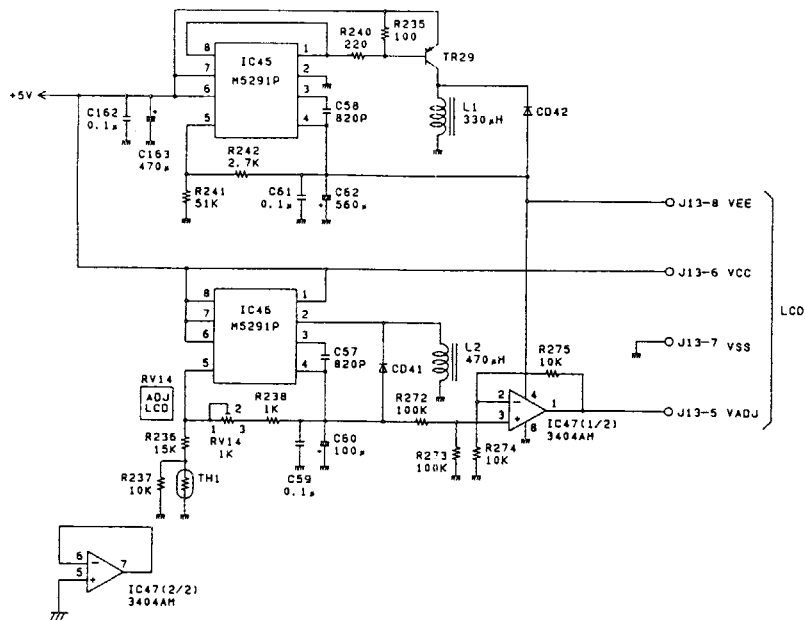 R235
100
R240
220
TR29
8
7
6
5
IC45
M5291P
1
2
3
4
C58
820P
L1
330μH
CD42
+5V
C162
0.1μ
C163
470μ
R242
2.7K
R241
51K
C61
0.1μ
C62
560μ
J13-8 VEE
J13-6 VCC
LCD
J13-7 VSS
J13-5 VADJ
8
7
6
5
IC46
M5291P
1
2
3
4
C57
820P
CD41
L2
470μH
R275
10K
RV14
ADJ
LCD
R238
1K
1
2
3
RV14
1K
R272
100K
2
3
4
1
8
IC47(1/2)
3404AM
R236
15K
R237
10K
TH1
C59
0.1μ
C60
100μ
R273
100K
R274
10K
6
5
7
IC47(2/2)
3404AM